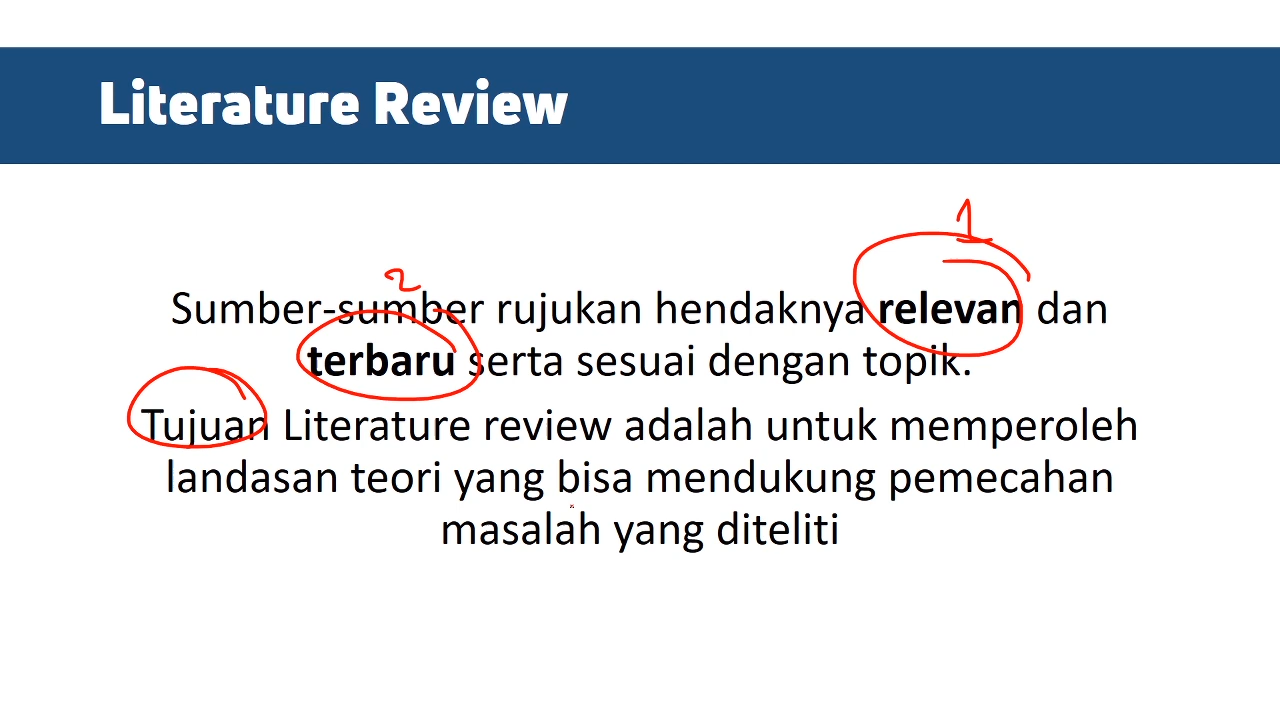 Literature Review
1
2
Sumber-sumber rujukan hendaknya relevan dan
terbaru serta sesuai dengan topik.
Tujuan Literature review adalah untuk memperoleh
landasan teori yang bisa mendukung pemecahan
masalah yang diteliti